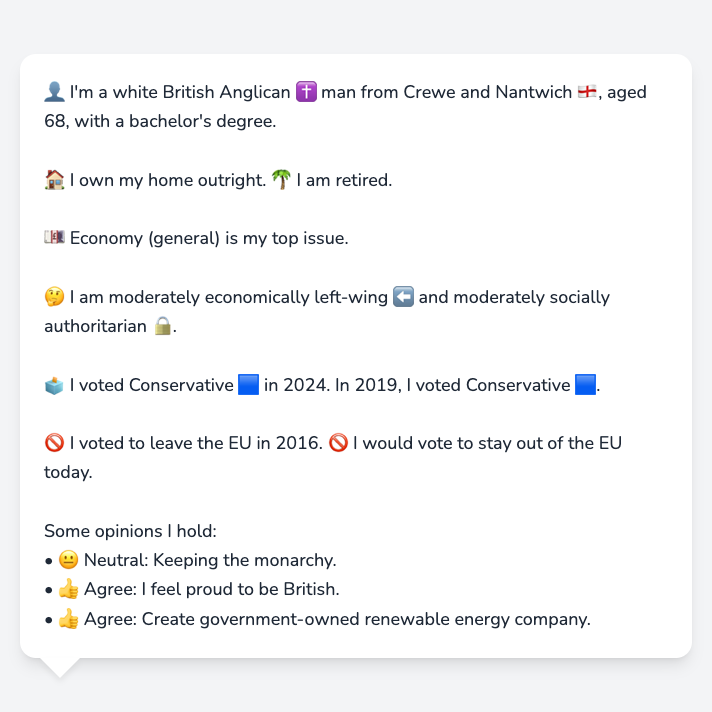 👤 I'm a white British Anglican ✝️ man from Crewe and Nantwich 🏴󠁧󠁢󠁥󠁮󠁧󠁿, aged
68, with a bachelor's degree.
🏠 I own my home outright. 🌴 I am retired.
💷 Economy (general) is my top issue.
🤔 I am moderately economically left-wing ⬅️ and moderately socially
authoritarian 🔒.
🗳️ I voted Conservative 🟦 in 2024. In 2019, I voted Conservative 🟦.
🚫 I voted to leave the EU in 2016. 🚫 I would vote to stay out of the EU
today.
Some opinions I hold:
• 😐 Neutral: Keeping the monarchy.
• 👍 Agree: I feel proud to be British.
• 👍 Agree: Create government-owned renewable energy company.